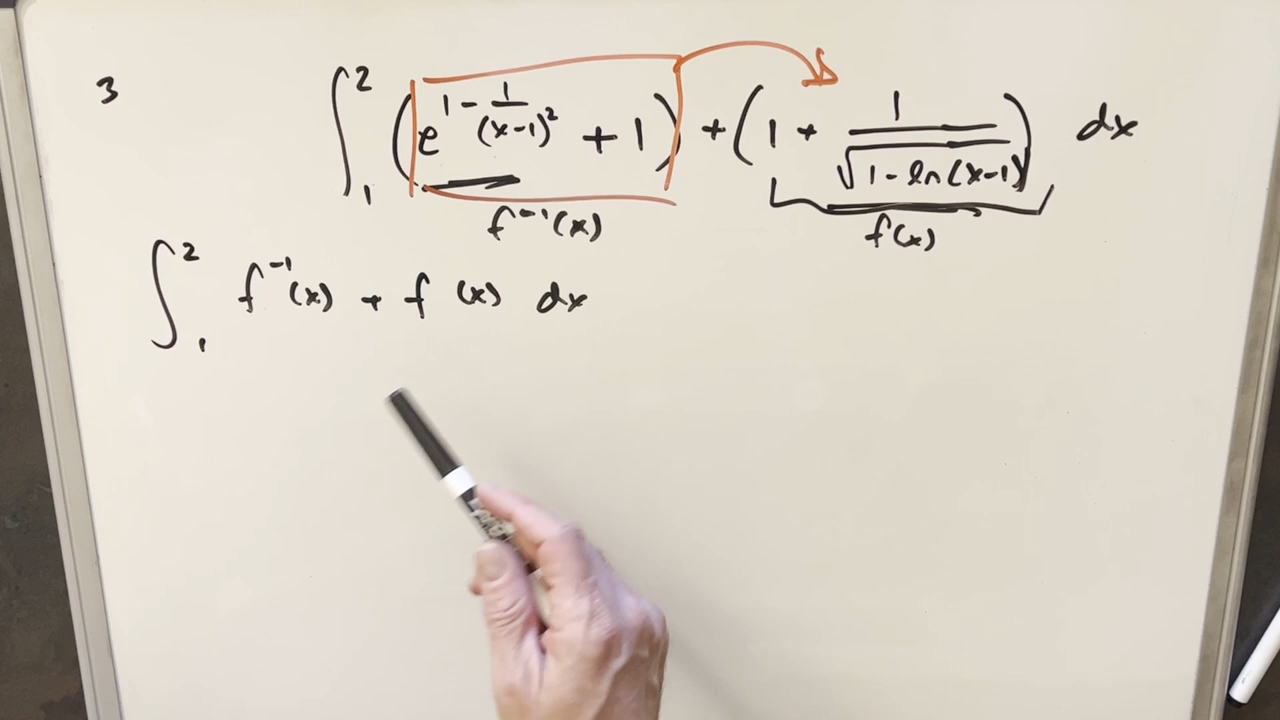 3 ∫₁² (e^(1 - 1/(x-1)²) + 1) + (1 + 1/√(1 - ln(x-1))) dx
f⁻¹(x) f(x)
∫₁² f⁻¹(x) + f (x) dx